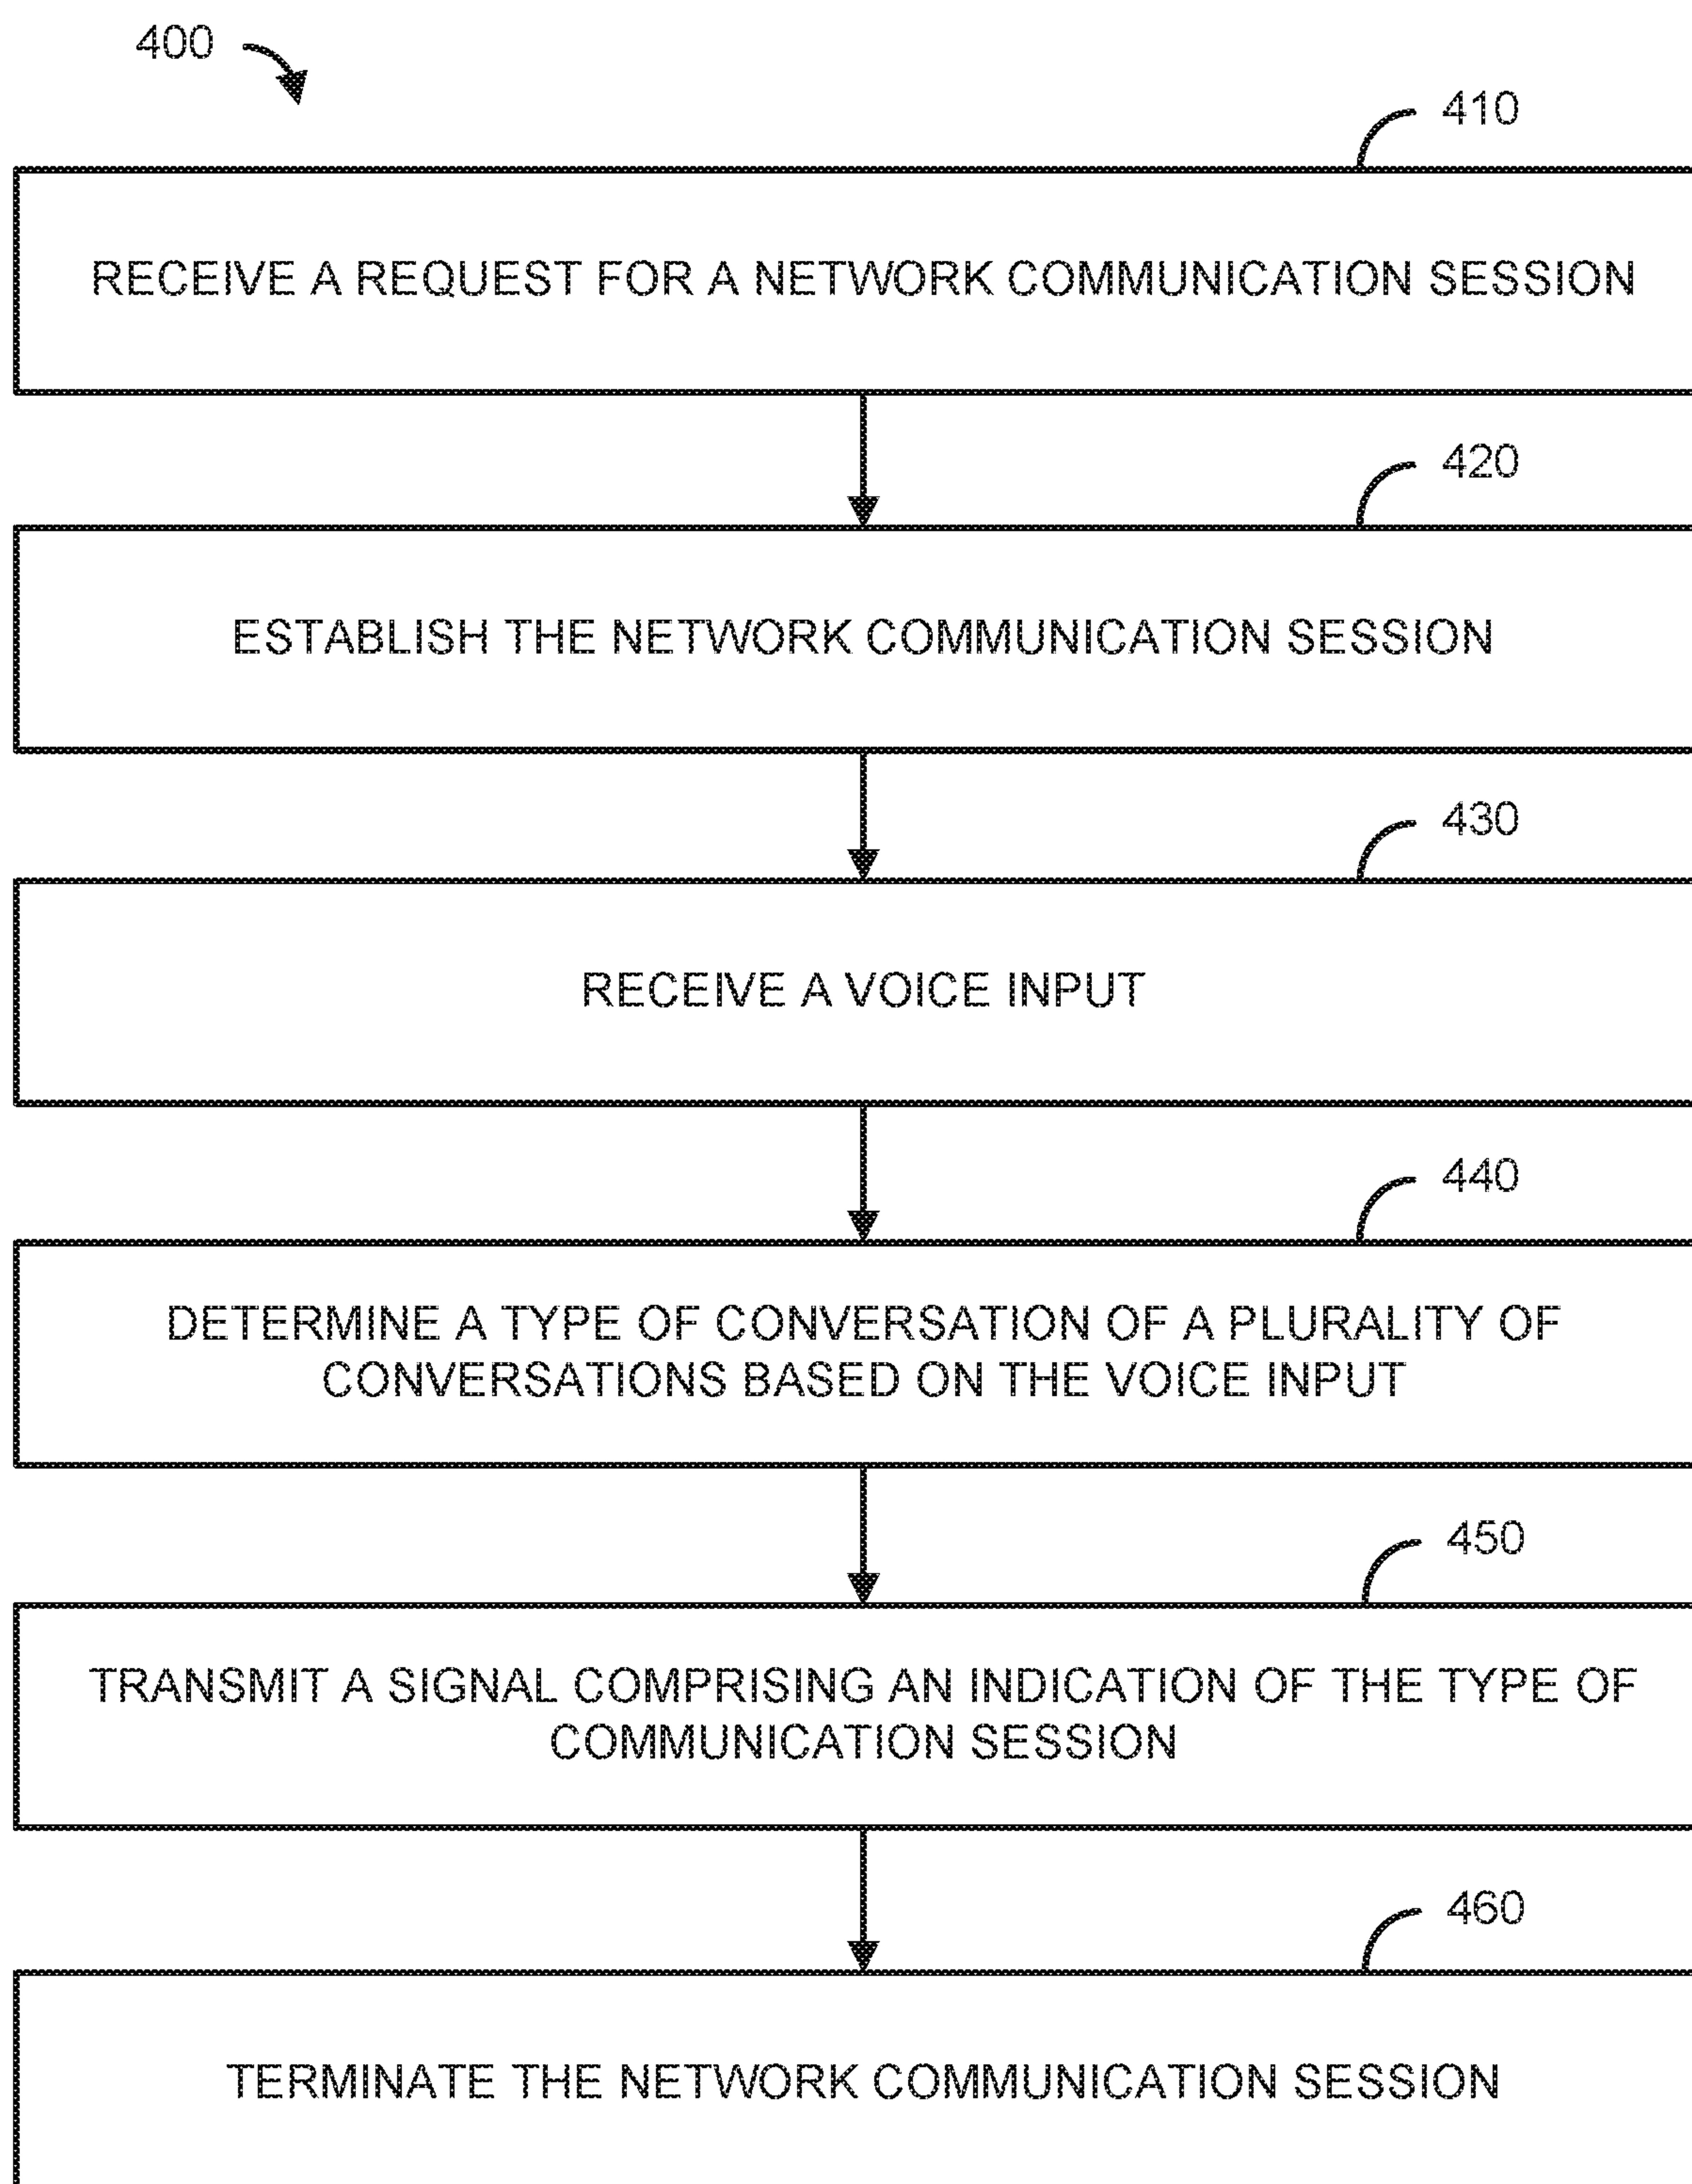 400
410
RECEIVE A REQUEST FOR A NETWORK COMMUNICATION SESSION
420
ESTABLISH THE NETWORK COMMUNICATION SESSION
430
RECEIVE A VOICE INPUT
440
DETERMINE A TYPE OF CONVERSATION OF A PLURALITY OF
CONVERSATIONS BASED ON THE VOICE INPUT
450
TRANSMIT A SIGNAL COMPRISING AN INDICATION OF THE TYPE OF
COMMUNICATION SESSION
460
TERMINATE THE NETWORK COMMUNICATION SESSION